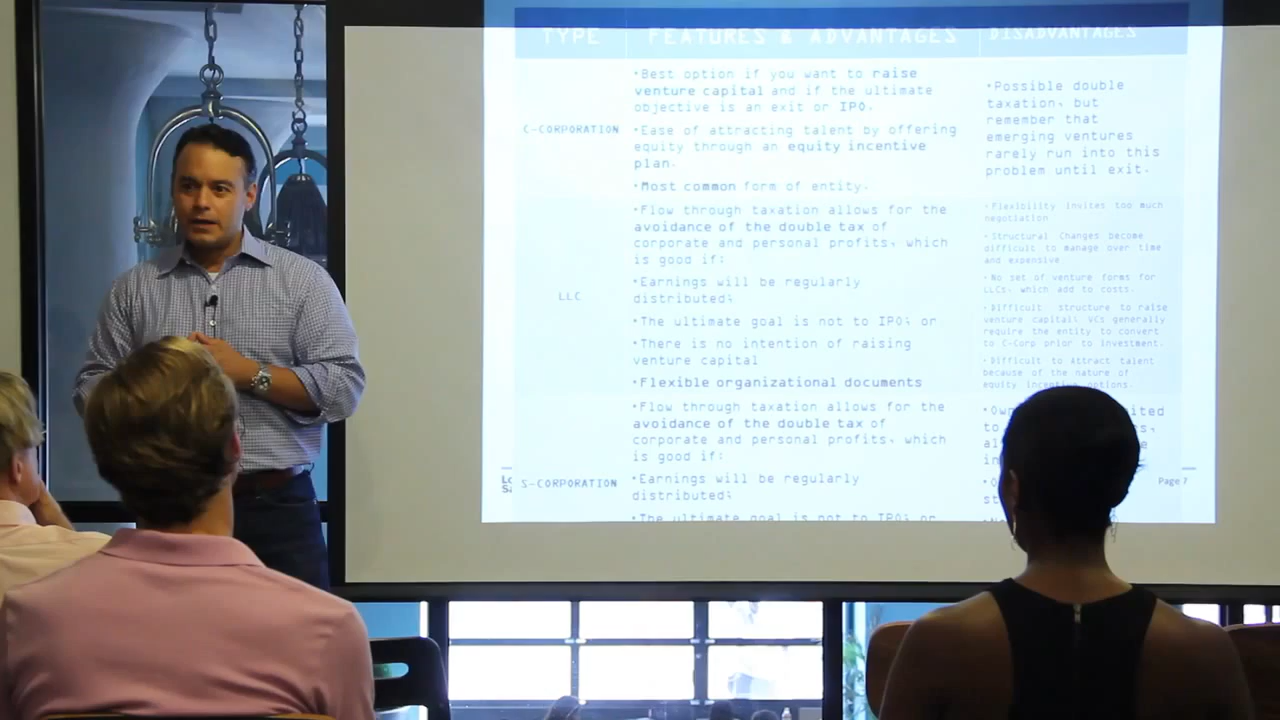 TYPE FEATURES & ADVANTAGES DISADVANTAGES
C-CORPORATION
•Best option if you want to raise
venture capital and if the ultimate
objective is an exit or IPO.
•Ease of attracting talent by offering
equity through an equity incentive
plan.
•Most common form of entity.
•Possible double
taxation, but
remember that
emerging ventures
rarely run into this
problem until exit.
LLC
•Flow through taxation allows for the
avoidance of the double tax of
corporate and personal profits, which
is good if:
•Earnings will be regularly
distributed;
•The ultimate goal is not to IPO; or
•There is no intention of raising
venture capital
•Flexible organizational documents
•Flexibility invites too much
negotiation
•Structural Changes become
difficult to manage over time
and expensive
•No set of venture forms for
LLCs, which add to costs.
•Difficult structure to raise
venture capital; VCs generally
require the entity to convert
to C-Corp prior to investment.
•Difficult to Attract talent
because of the nature of
equity incentive options.
S-CORPORATION
•Flow through taxation allows for the
avoidance of the double tax of
corporate and personal profits, which
is good if:
•Earnings will be regularly
distributed;
•The ultimate goal is not to IPO; or
Page 7